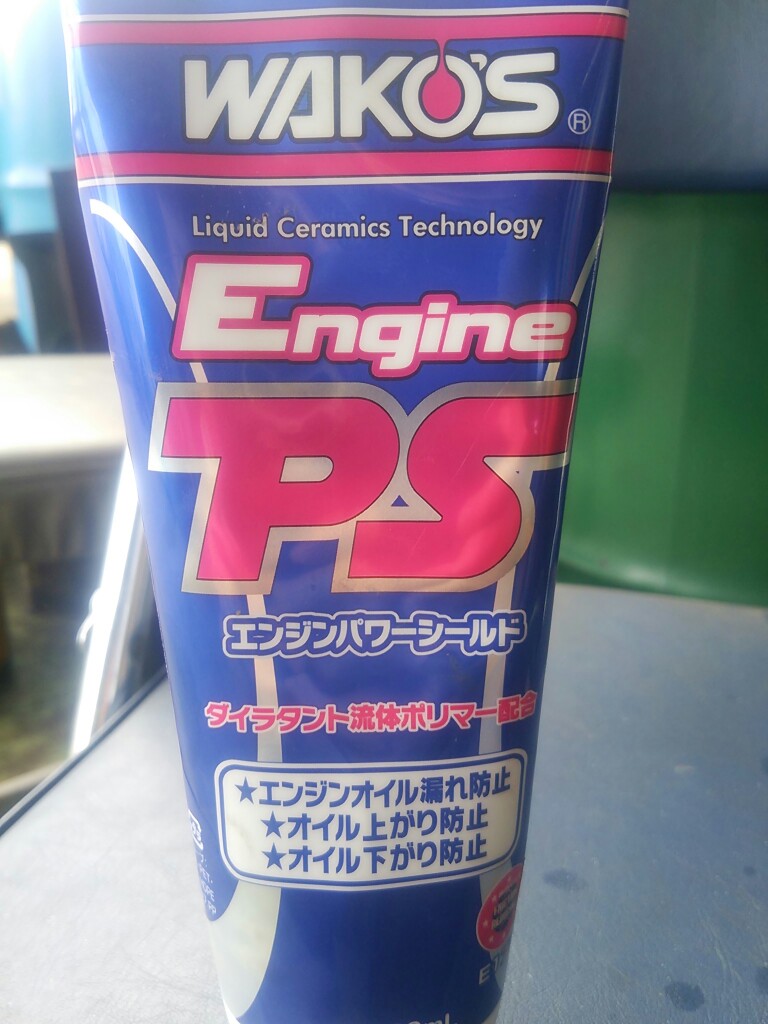 WAKO'S®
Liquid Ceramics Technology
Engine
PS
エンジンパワーシールド
ダイラタント流体ポリマー配合
★エンジンオイル漏れ防止
★オイル上がり防止
★オイル下がり防止